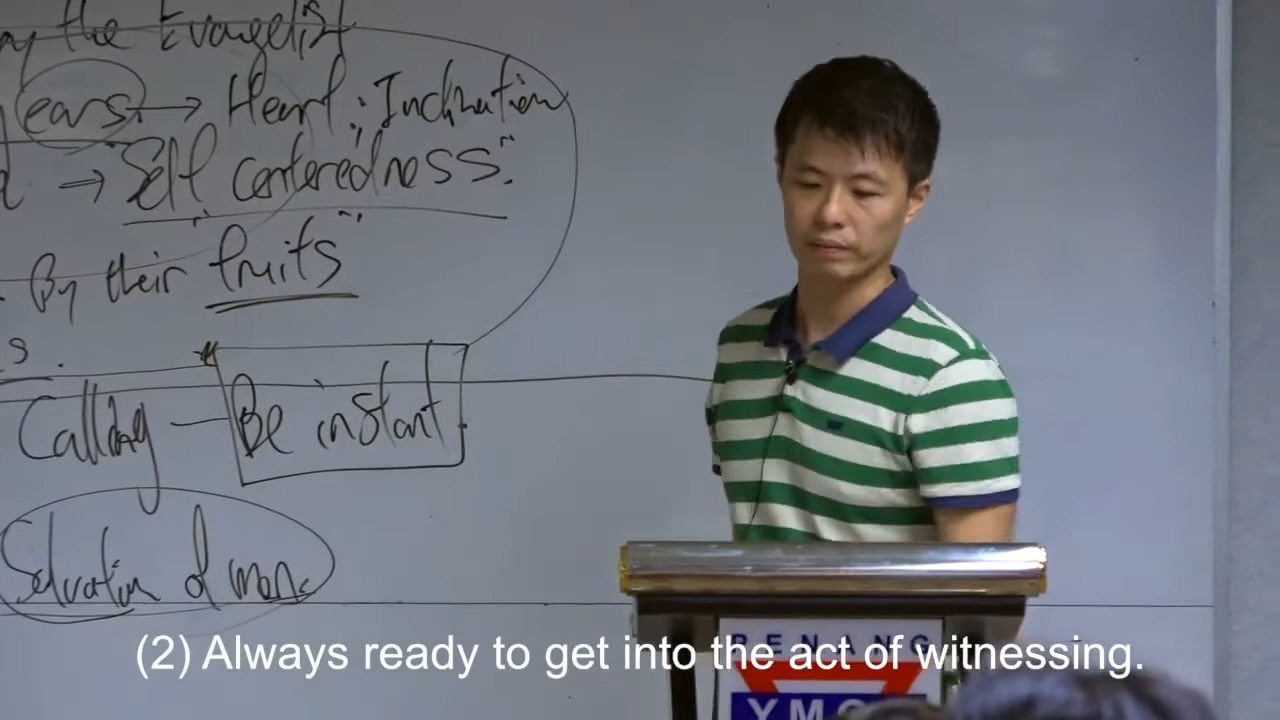 the Evangelist
ears → Heart: Inclination
→ "Self centeredness".
By their "fruits"
s.
Calling — Be instant
Salvation of man.
(2) Always ready to get into the act of witnessing.
PENANG
YMC